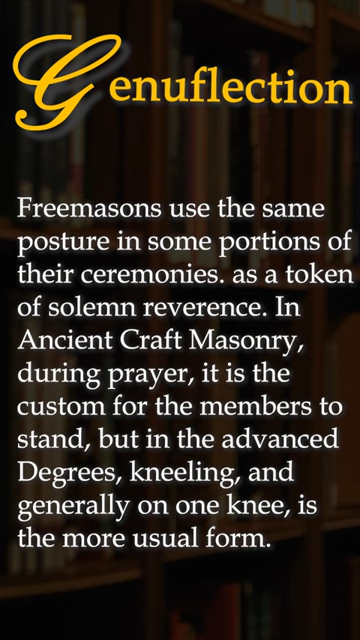 Genuflection
Freemasons use the same
posture in some portions of
their ceremonies. as a token
of solemn reverence. In
Ancient Craft Masonry,
during prayer, it is the
custom for the members to
stand, but in the advanced
Degrees, kneeling, and
generally on one knee, is
the more usual form.